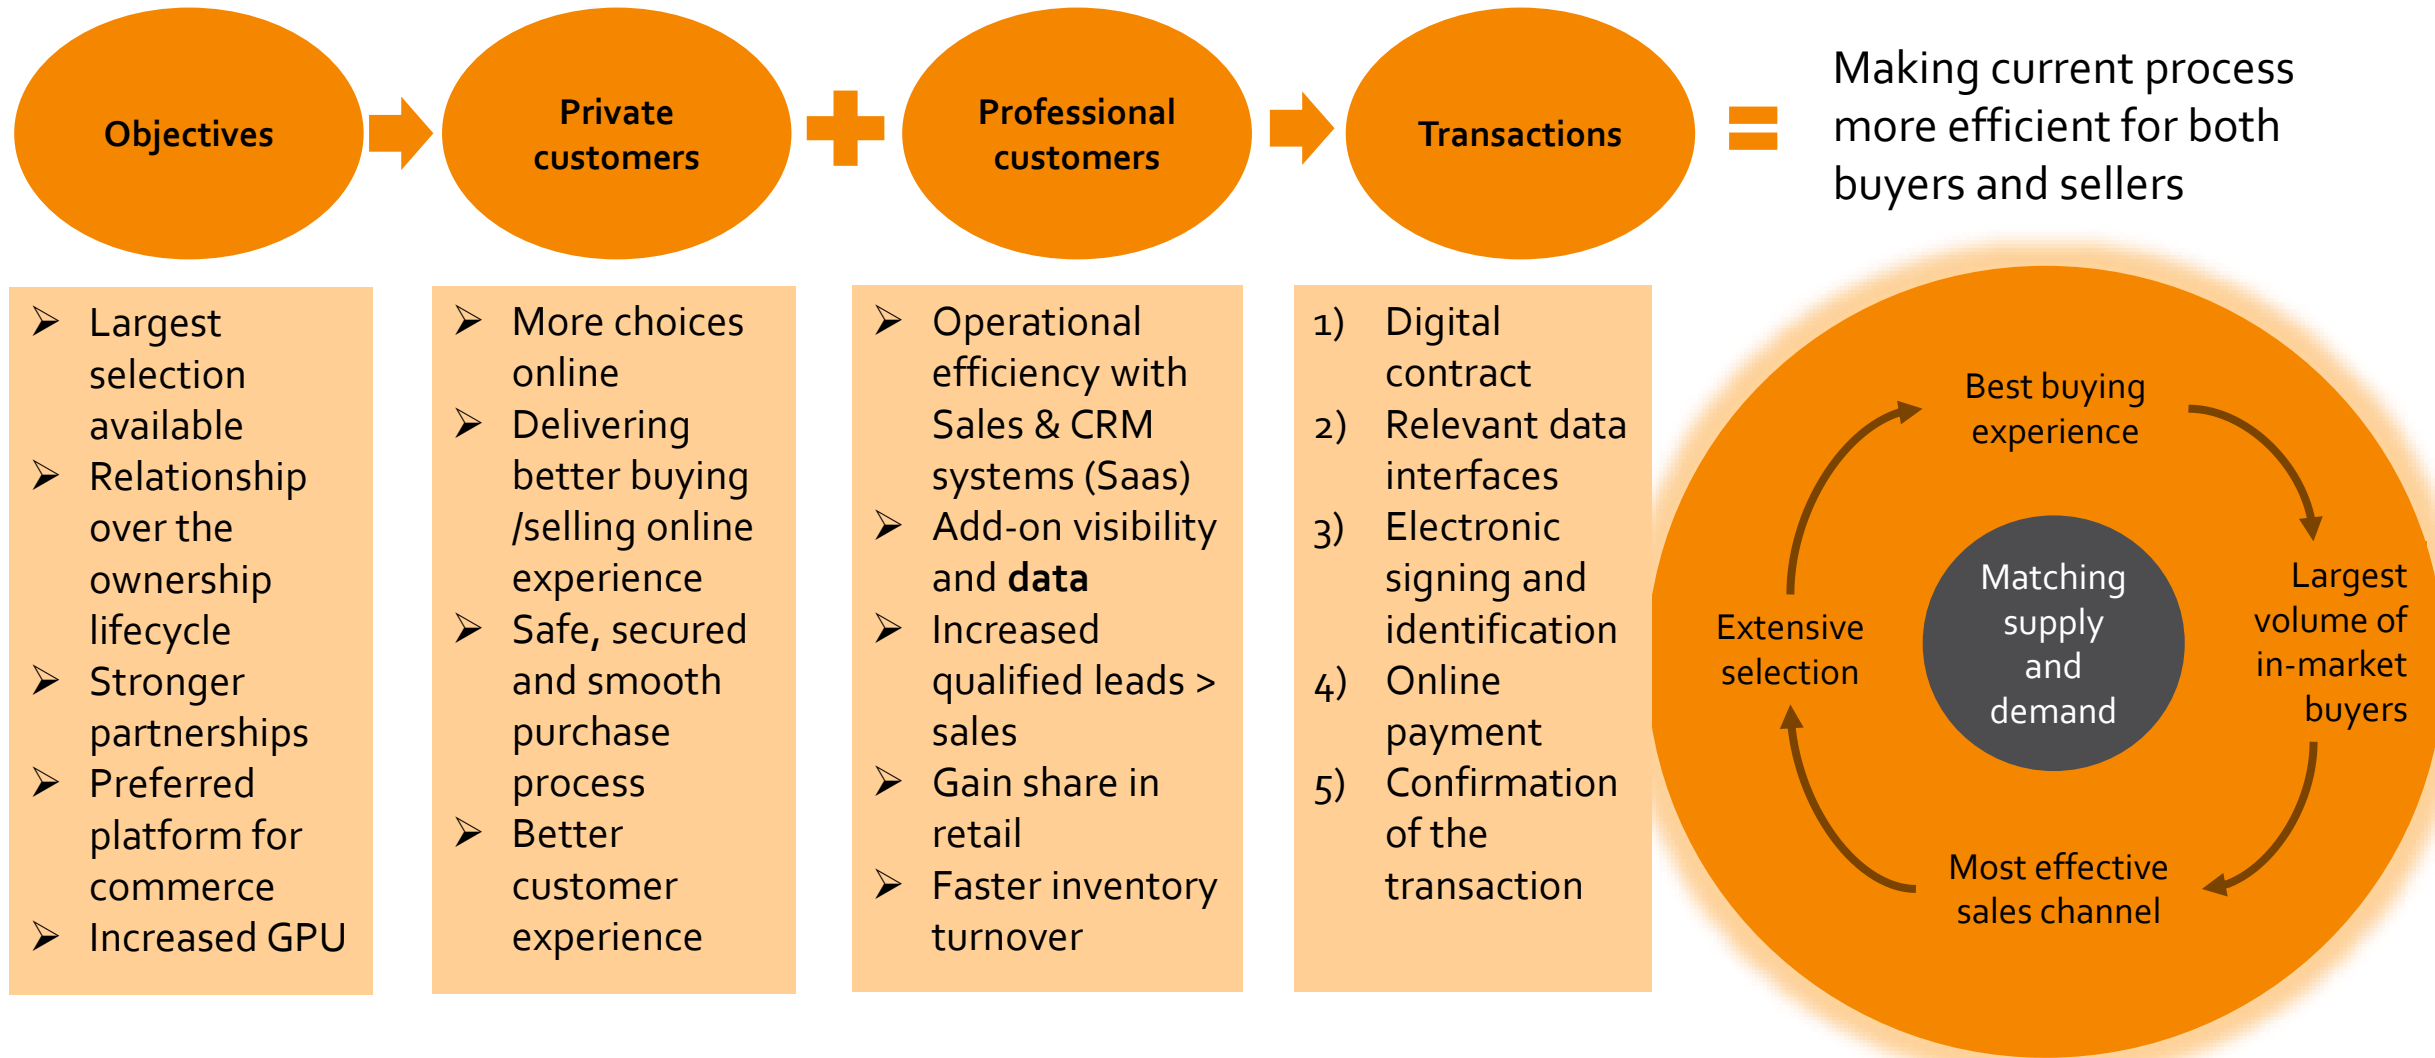 Objectives
Private
customers
Professional
customers
Transactions
Making current process
more efficient for both
buyers and sellers
➢ Largest
selection
available
➢ Relationship
over the
ownership
lifecycle
➢ Stronger
partnerships
➢ Preferred
platform for
commerce
➢ Increased GPU
➢ More choices
online
➢ Delivering
better buying
/selling online
experience
➢ Safe, secured
and smooth
purchase
process
➢ Better
customer
experience
➢ Operational
efficiency with
Sales & CRM
systems (Saas)
➢ Add-on visibility
and data
➢ Increased
qualified leads >
sales
➢ Gain share in
retail
➢ Faster inventory
turnover
1) Digital
contract
2) Relevant data
interfaces
3) Electronic
signing and
identification
4) Online
payment
5) Confirmation
of the
transaction
Best buying
experience
Largest
volume of
in-market
buyers
Most effective
sales channel
Extensive
selection
Matching
supply
and
demand